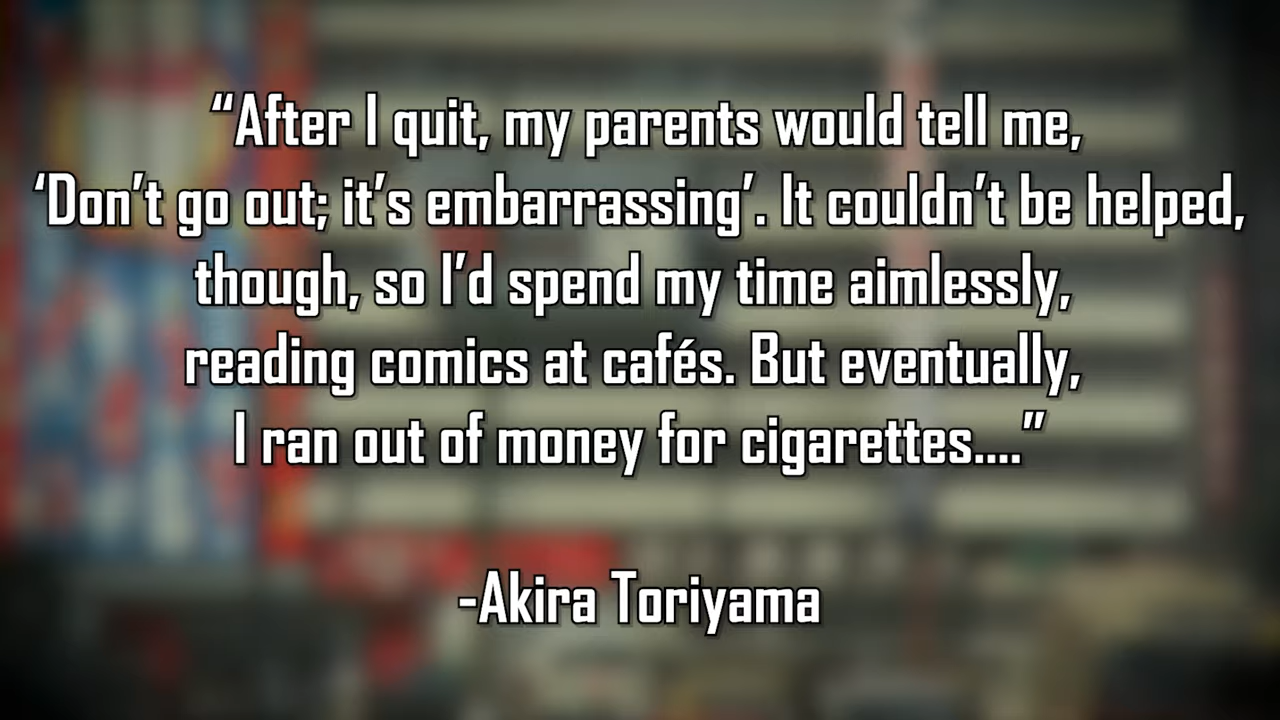 “After I quit, my parents would tell me,
‘Don’t go out; it’s embarrassing’. It couldn’t be helped,
though, so I’d spend my time aimlessly,
reading comics at cafés. But eventually,
I ran out of money for cigarettes....”
-Akira Toriyama